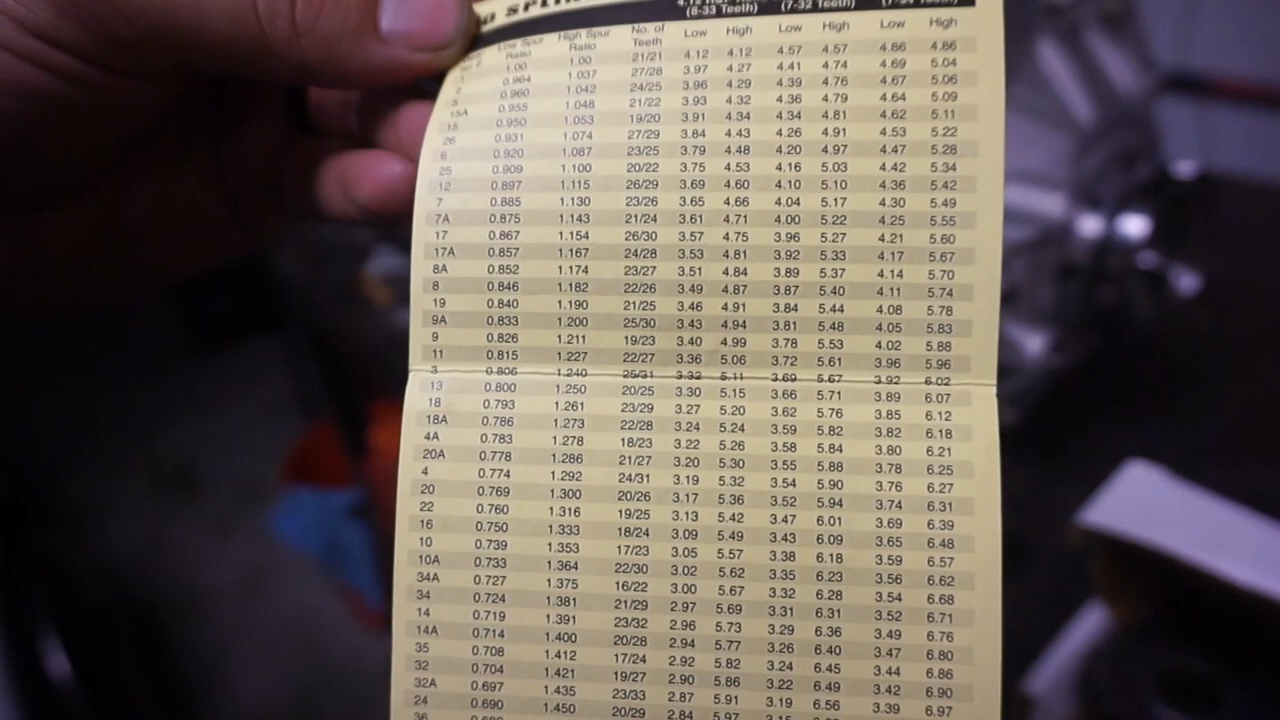 (8-33 Teeth) (7-32 Teeth)
Low Spur Ratio High Spur Ratio No. of Teeth Low High Low High Low High
1 1.00 1.00 21/21 4.12 4.12 4.57 4.57 4.86 4.86
2 0.964 1.037 27/28 3.97 4.27 4.41 4.74 4.69 5.04
5 0.960 1.042 24/25 3.96 4.29 4.39 4.76 4.67 5.06
15A 0.955 1.048 21/22 3.93 4.32 4.36 4.79 4.64 5.09
15 0.950 1.053 19/20 3.91 4.34 4.34 4.81 4.62 5.11
26 0.931 1.074 27/29 3.84 4.43 4.26 4.91 4.53 5.22
6 0.920 1.087 23/25 3.79 4.48 4.20 4.97 4.47 5.28
25 0.909 1.100 20/22 3.75 4.53 4.16 5.03 4.42 5.34
12 0.897 1.115 26/29 3.69 4.60 4.10 5.10 4.36 5.42
7 0.885 1.130 23/26 3.65 4.66 4.04 5.17 4.30 5.49
7A 0.875 1.143 21/24 3.61 4.71 4.00 5.22 4.25 5.55
17 0.867 1.154 26/30 3.57 4.75 3.96 5.27 4.21 5.60
17A 0.857 1.167 24/28 3.53 4.81 3.92 5.33 4.17 5.67
8A 0.852 1.174 23/27 3.51 4.84 3.89 5.37 4.14 5.70
8 0.846 1.182 22/26 3.49 4.87 3.87 5.40 4.11 5.74
19 0.840 1.190 21/25 3.46 4.91 3.84 5.44 4.08 5.78
9A 0.833 1.200 25/30 3.43 4.94 3.81 5.48 4.05 5.83
9 0.826 1.211 19/23 3.40 4.99 3.78 5.53 4.02 5.88
11 0.815 1.227 22/27 3.36 5.06 3.72 5.61 3.96 5.96
3 0.806 1.240 25/31 3.32 5.11 3.69 5.67 3.92 6.02
13 0.800 1.250 20/25 3.30 5.15 3.66 5.71 3.89 6.07
18 0.793 1.261 23/29 3.27 5.20 3.62 5.76 3.85 6.12
18A 0.786 1.273 22/28 3.24 5.24 3.59 5.82 3.82 6.18
4A 0.783 1.278 18/23 3.22 5.26 3.58 5.84 3.80 6.21
20A 0.778 1.286 21/27 3.20 5.30 3.55 5.88 3.78 6.25
4 0.774 1.292 24/31 3.19 5.32 3.54 5.90 3.76 6.27
20 0.769 1.300 20/26 3.17 5.36 3.52 5.94 3.74 6.31
22 0.760 1.316 19/25 3.13 5.42 3.47 6.01 3.69 6.39
16 0.750 1.333 18/24 3.09 5.49 3.43 6.09 3.65 6.48
10 0.739 1.353 17/23 3.05 5.57 3.38 6.18 3.59 6.57
10A 0.733 1.364 22/30 3.02 5.62 3.35 6.23 3.56 6.62
34A 0.727 1.375 16/22 3.00 5.67 3.32 6.28 3.54 6.68
34 0.724 1.381 21/29 2.97 5.69 3.31 6.31 3.52 6.71
14 0.719 1.391 23/32 2.96 5.73 3.29 6.36 3.49 6.76
14A 0.714 1.400 20/28 2.94 5.77 3.26 6.40 3.47 6.80
35 0.708 1.412 17/24 2.92 5.82 3.24 6.45 3.44 6.86
32 0.704 1.421 19/27 2.90 5.86 3.22 6.49 3.42 6.90
32A 0.697 1.435 23/33 2.87 5.91 3.19 6.56 3.39 6.97
24 0.690 1.450 20/29 2.84 5.97
36